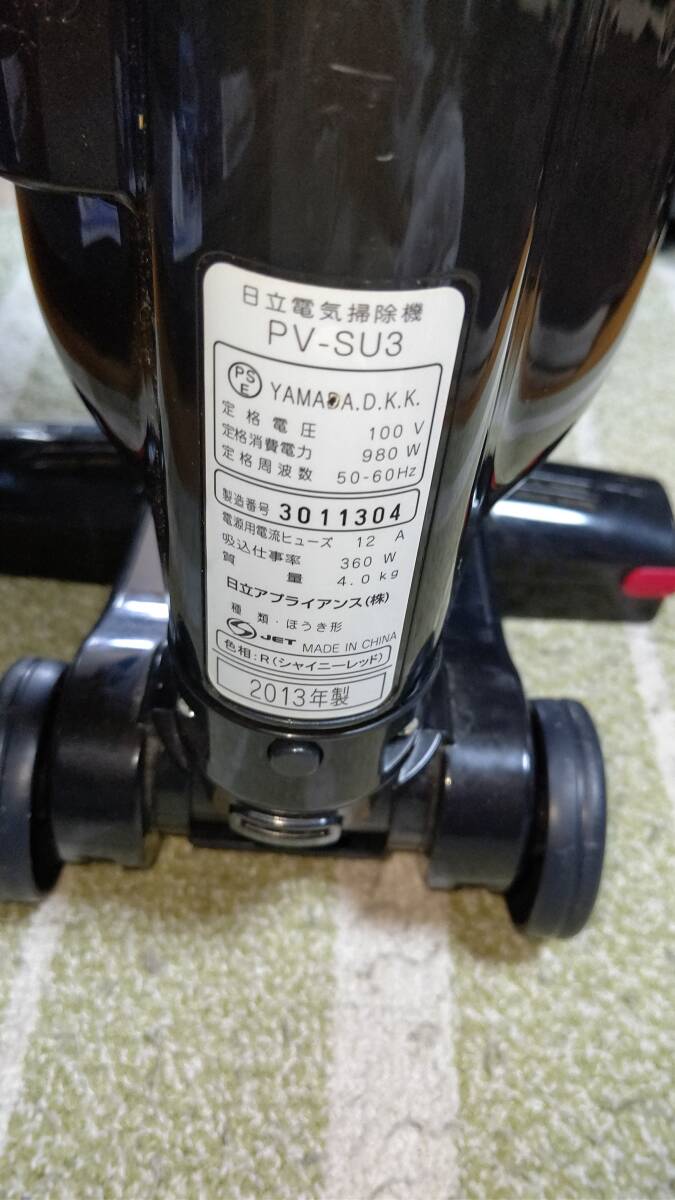 日立電気掃除機
PV-SU3
PS
E
YAMADA.D.K.K.
定格電圧 100 V
定格消費電力 980 W
定格周波数 50-60Hz
製造番号 3011304
電源用電流ヒューズ 12 A
吸込仕事率 360 W
質量 4.0 kg
日立アプライアンス(株)
種類・ほうき形
JET MADE IN CHINA
色相:R(シャイニーレッド)
2013年製